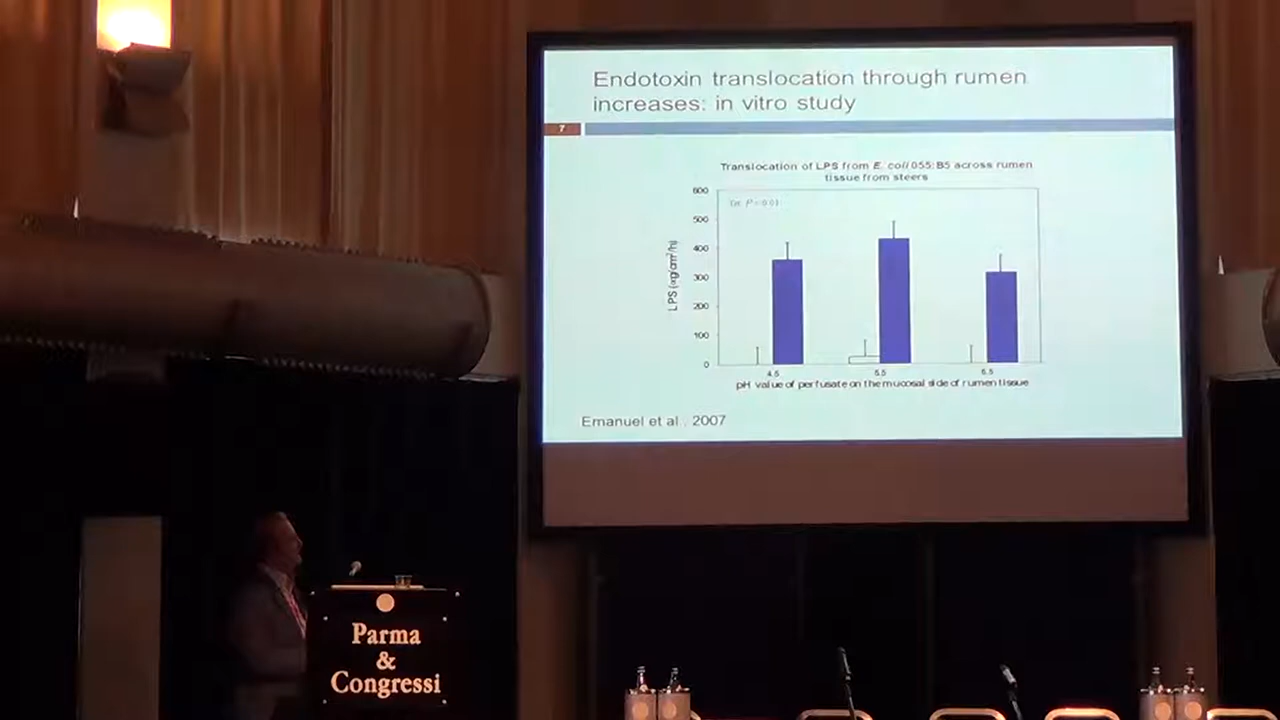 Endotoxin translocation through rumen
increases: in vitro study
7
Translocation of LPS from E. coli 055:B5 across rumen
tissue from steers
600
500
400
300
200
100
0
LPS
4.5
5.5
6.5
pH value of perfusate on the mucosal side of rumen tissue
Emanuel et al., 2007
Parma
&
Congressi